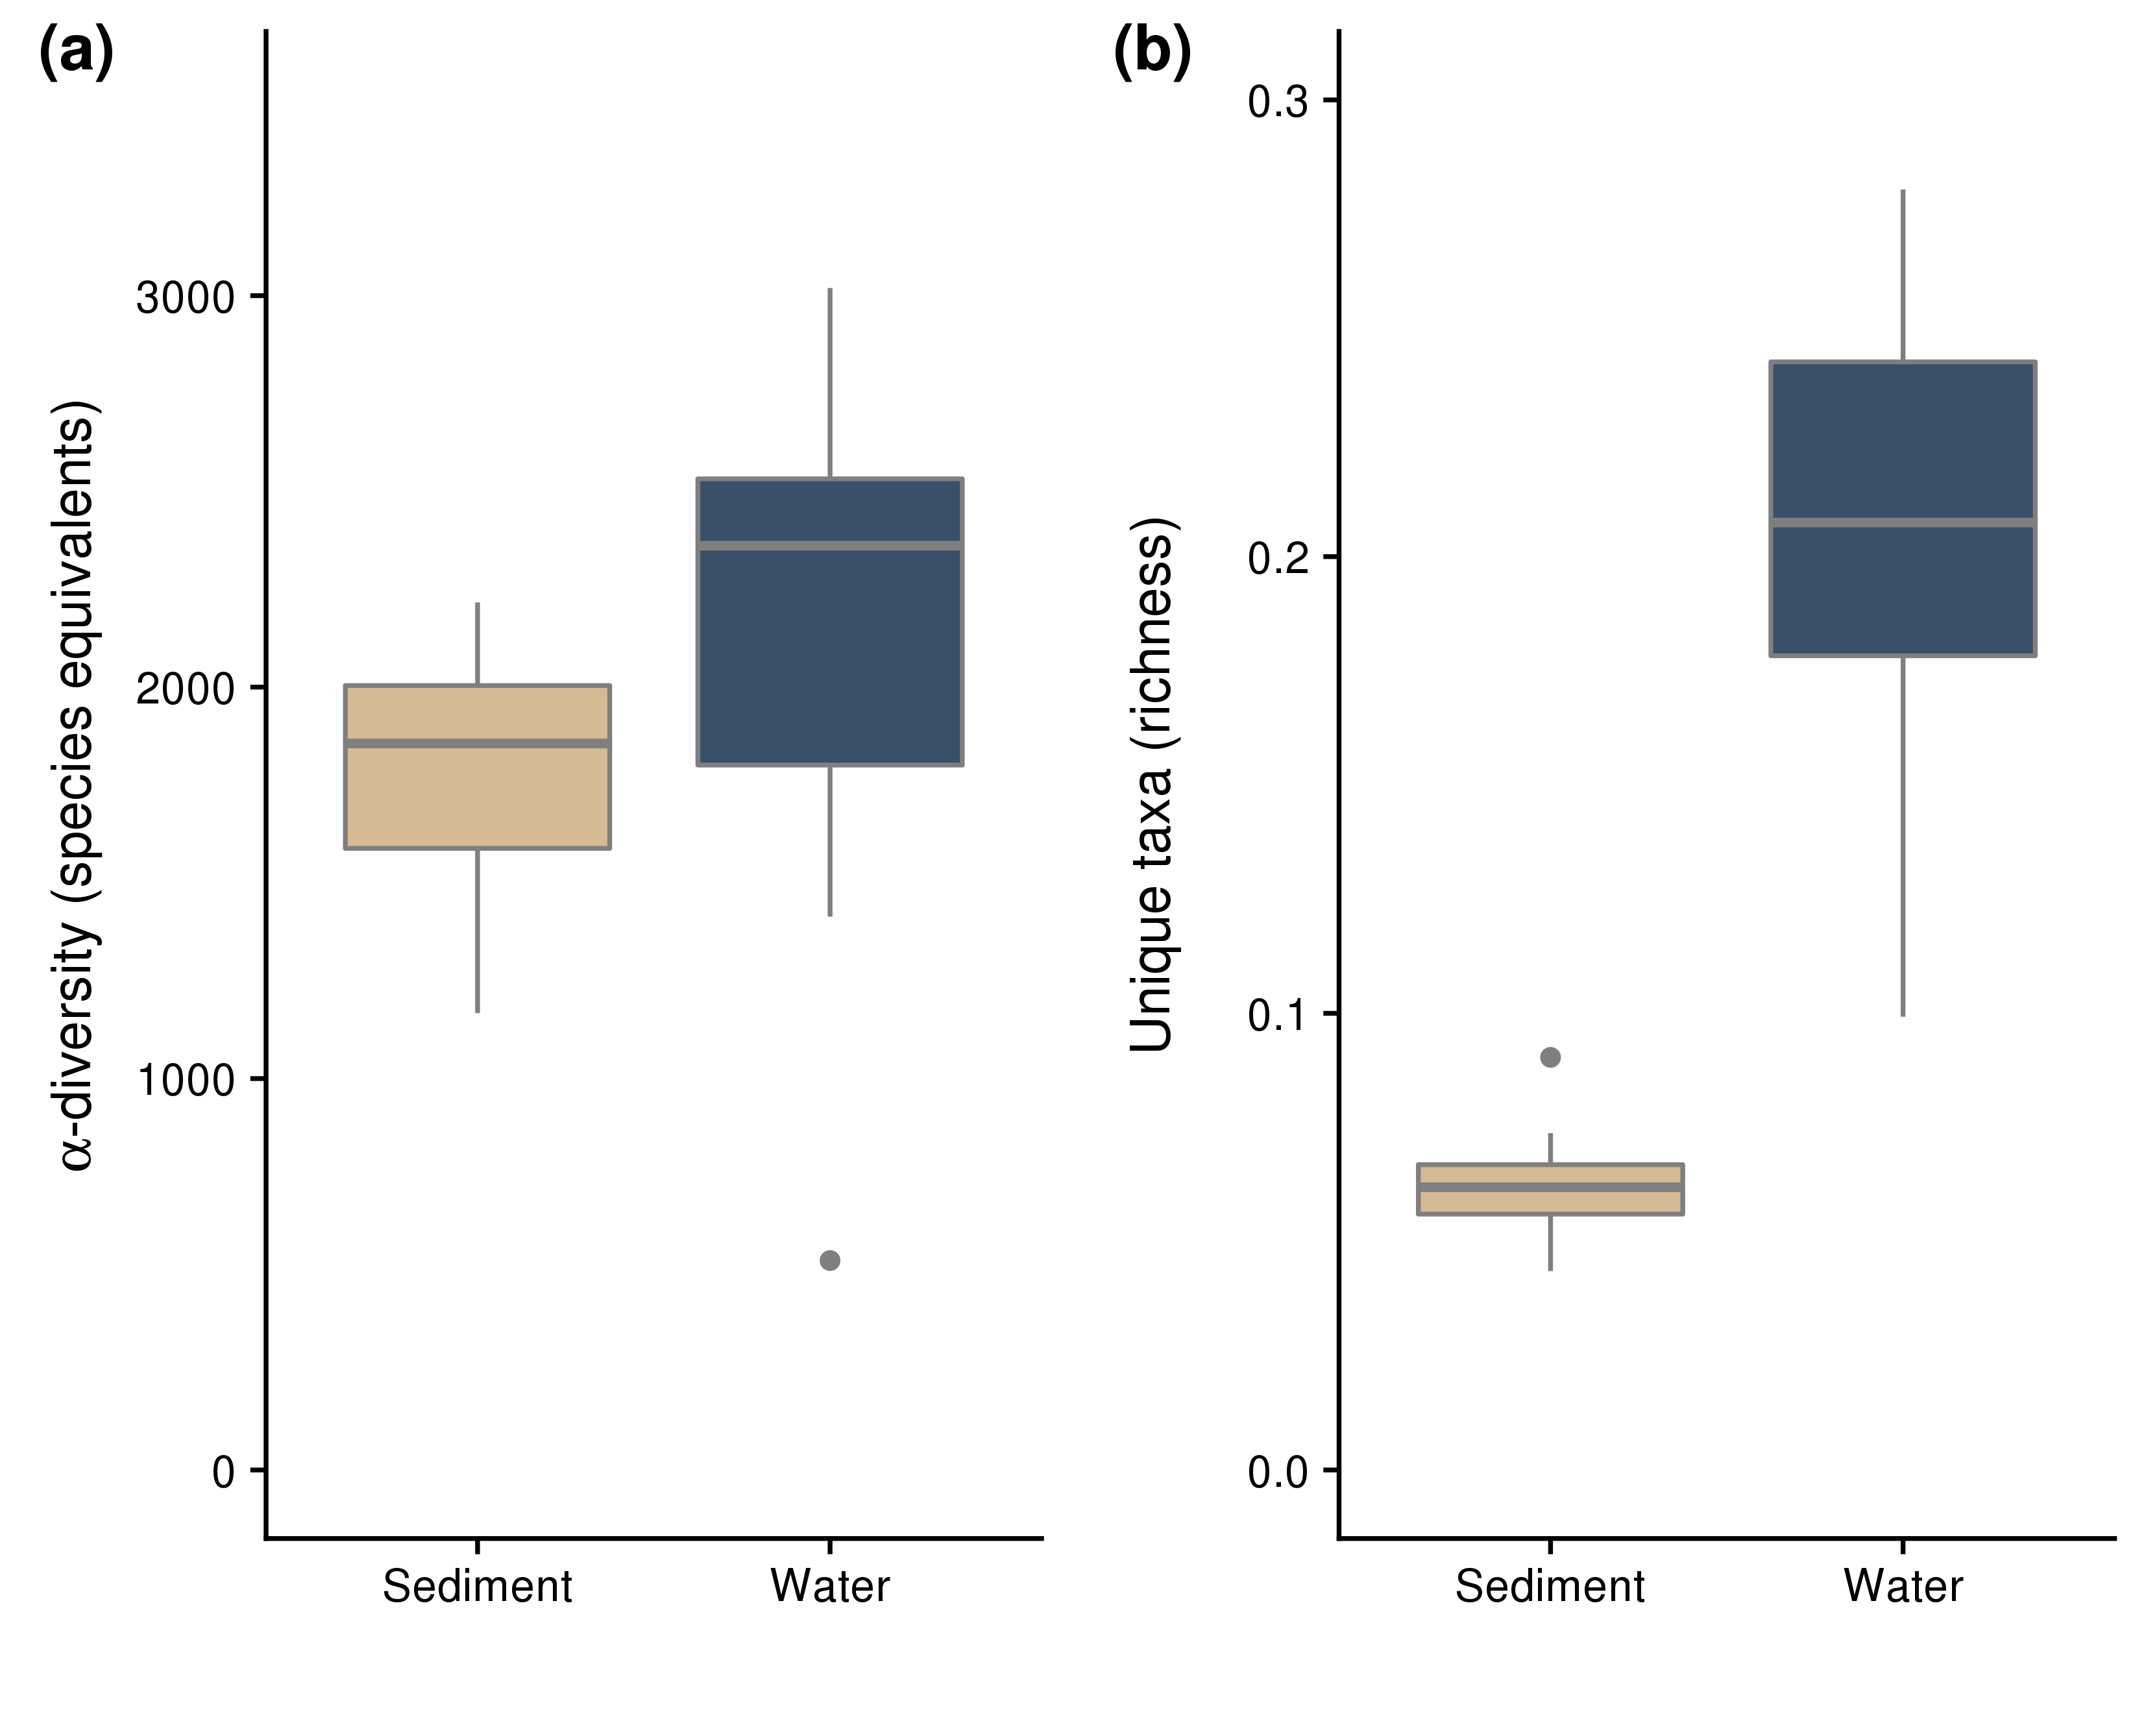 (a)
α-diversity (species equivalents)
3000
2000
1000
0
Sediment
Water
(b)
Unique taxa (richness)
0.3
0.2
0.1
0.0
Sediment
Water